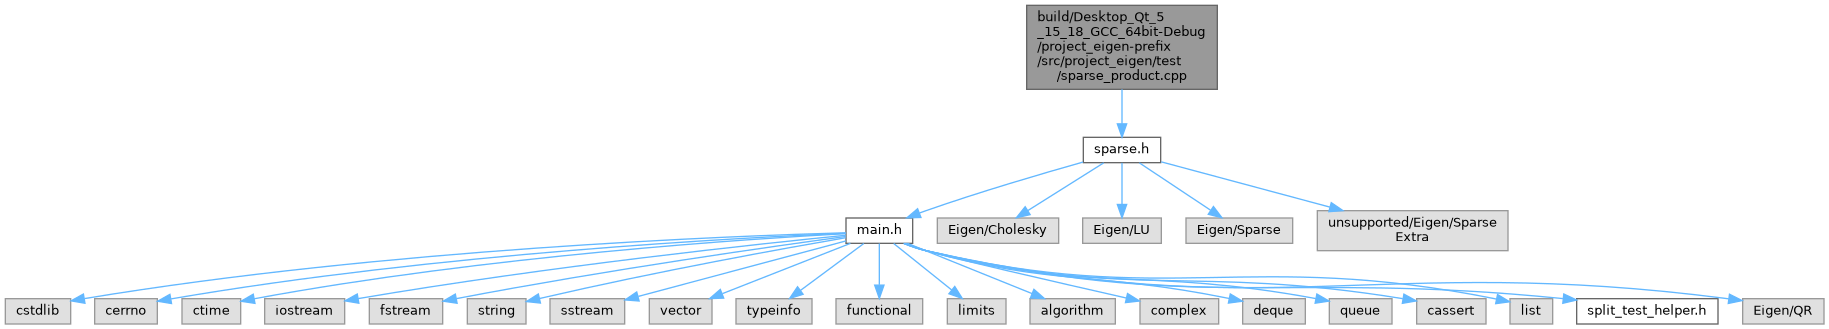 build/Desktop_Qt_5
_15_18_GCC_64bit-Debug
/project_eigen-prefix
/src/project_eigen/test
/sparse_product.cpp
sparse.h
main.h
Eigen/Cholesky
Eigen/LU
Eigen/Sparse
unsupported/Eigen/Sparse
Extra
cstdlib
cerrno
ctime
iostream
fstream
string
sstream
vector
typeinfo
functional
limits
algorithm
complex
deque
queue
cassert
list
split_test_helper.h
Eigen/QR